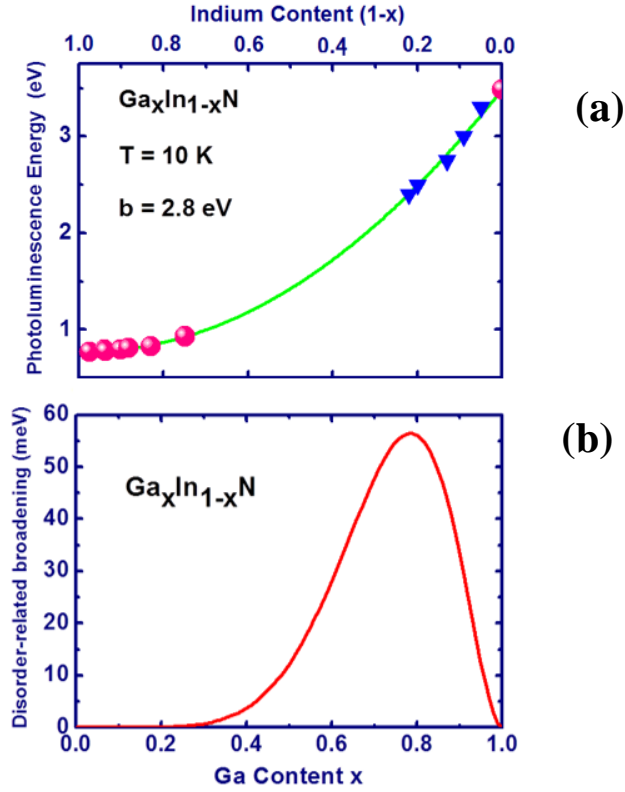 Indium Content (1-x)
1.0 0.8 0.6 0.4 0.2 0.0
Photoluminescence Energy (eV)
3
2
1
GaxIn1-xN
T = 10 K
b = 2.8 eV
(a)
Disorder-related broadening (meV)
60
50
40
30
20
10
0
GaxIn1-xN
(b)
0.0 0.2 0.4 0.6 0.8 1.0
Ga Content x